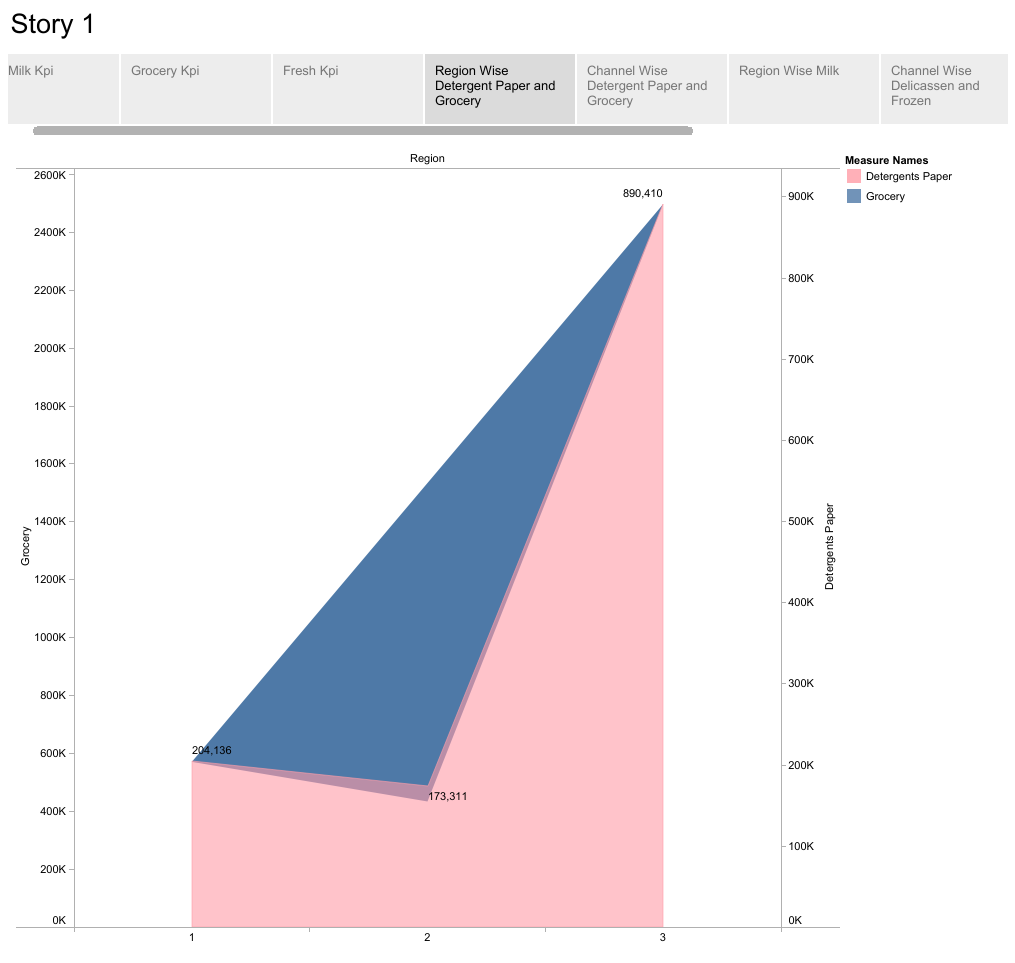 Story 1
Milk Kpi
Grocery Kpi
Fresh Kpi
Region Wise
Detergent Paper and
Grocery
Channel Wise
Detergent Paper and
Grocery
Region Wise Milk
Channel Wise
Delicassen and
Frozen
Region
Measure Names
Detergents Paper
Grocery
2600K
2400K
2200K
2000K
1800K
1600K
1400K
1200K
1000K
800K
600K
400K
200K
0K
Grocery
890,410
204,136
173,311
900K
800K
700K
600K
500K
400K
300K
200K
100K
0K
Detergents Paper
1
2
3